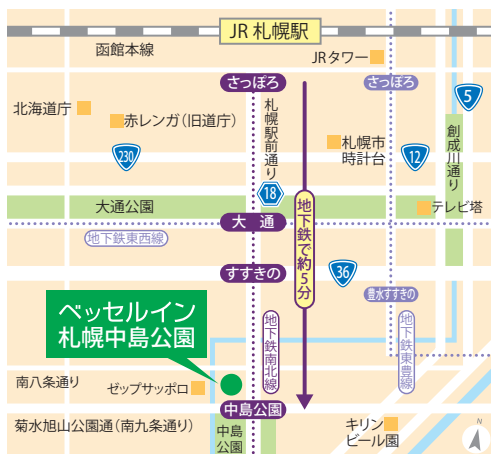 JR 札幌駅
函館本線
JRタワー
さっぽろ
さっぽろ
5
北海道庁
赤レンガ(旧道庁)
札幌駅前通り
札幌市
時計台
創成川通り
230
12
18
大通公園
テレビ塔
大 通
地下鉄で約5分
地下鉄東西線
すすきの
36
豊水すすきの
ベッセルイン
札幌中島公園
地下鉄南北線
地下鉄東豊線
南八条通り
ゼップサッポロ
中島公園
菊水旭山公園通(南九条通り)
中島
公園
キリン
ビール園
N